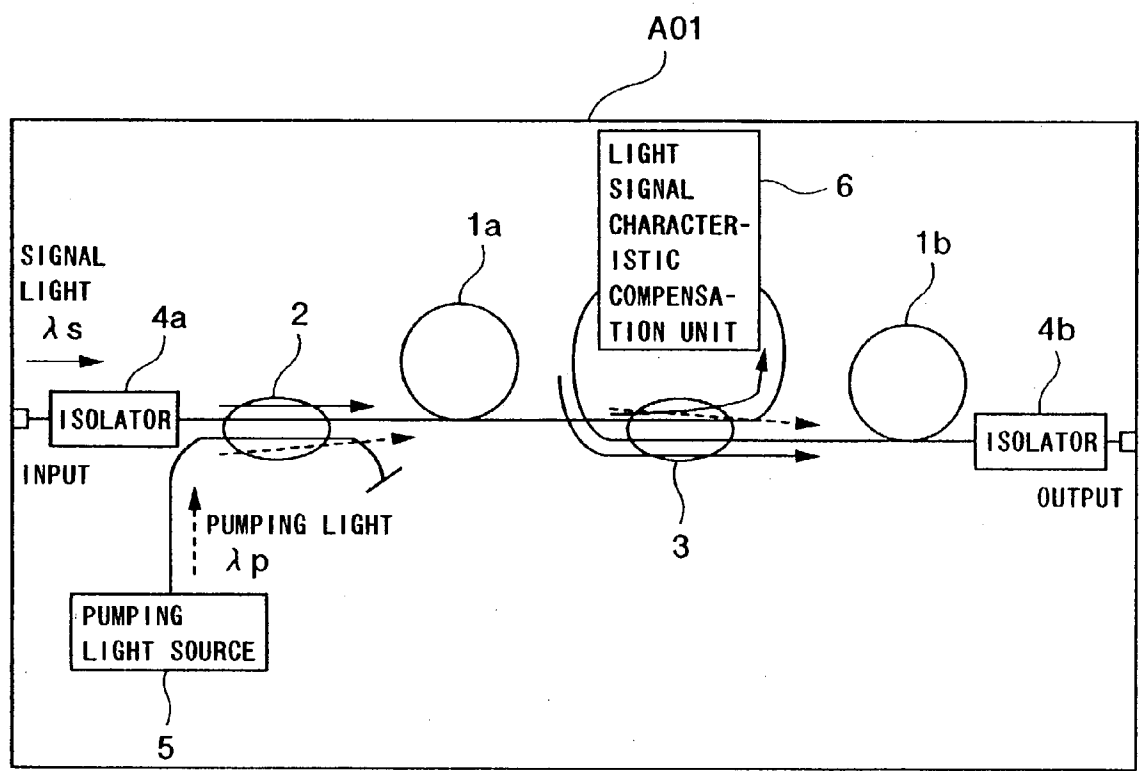 A01
LIGHT
SIGNAL
CHARACTER-
ISTIC
COMPENSA-
TION UNIT
6
1a
1b
SIGNAL
LIGHT
λs
4a
2
4b
ISOLATOR
ISOLATOR
INPUT
OUTPUT
PUMPING LIGHT
λp
3
PUMPING
LIGHT SOURCE
5